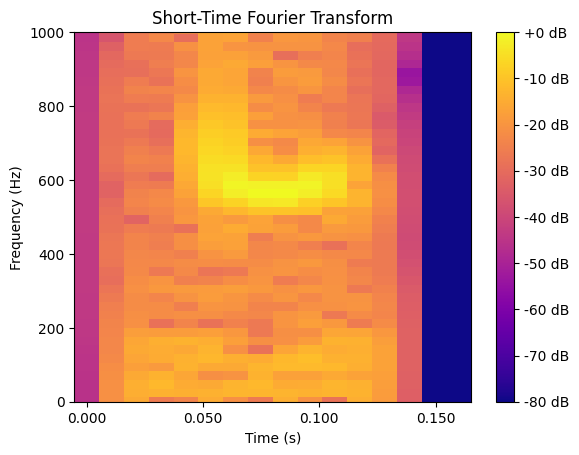 Short-Time Fourier Transform
1000
800
600
400
200
0
Frequency (Hz)
0.000
0.050
0.100
0.150
Time (s)
+0 dB
-10 dB
-20 dB
-30 dB
-40 dB
-50 dB
-60 dB
-70 dB
-80 dB